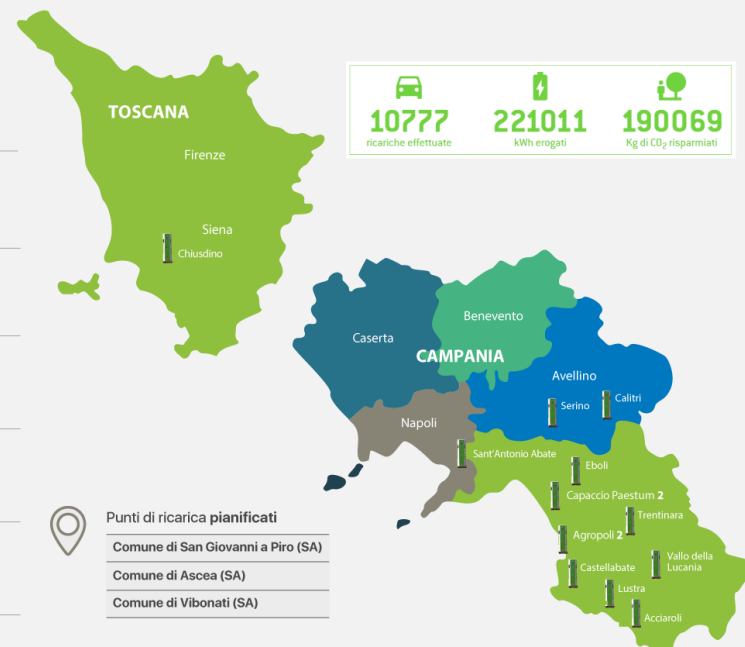 TOSCANA
Firenze
Siena
Chiusdino
10777
ricariche effettuate
221011
kWh erogati
190069
Kg di CO₂ risparmiati
Benevento
Caserta
CAMPANIA
Avellino
Calitri
Serino
Napoli
Sant'Antonio Abate
Eboli
Capaccio Paestum 2
Trentinara
Agropoli 2
Vallo della
Lucania
Castellabate
Lustra
Acciaroli
Punti di ricarica pianificati
Comune di San Giovanni a Piro (SA)
Comune di Ascea (SA)
Comune di Vibonati (SA)